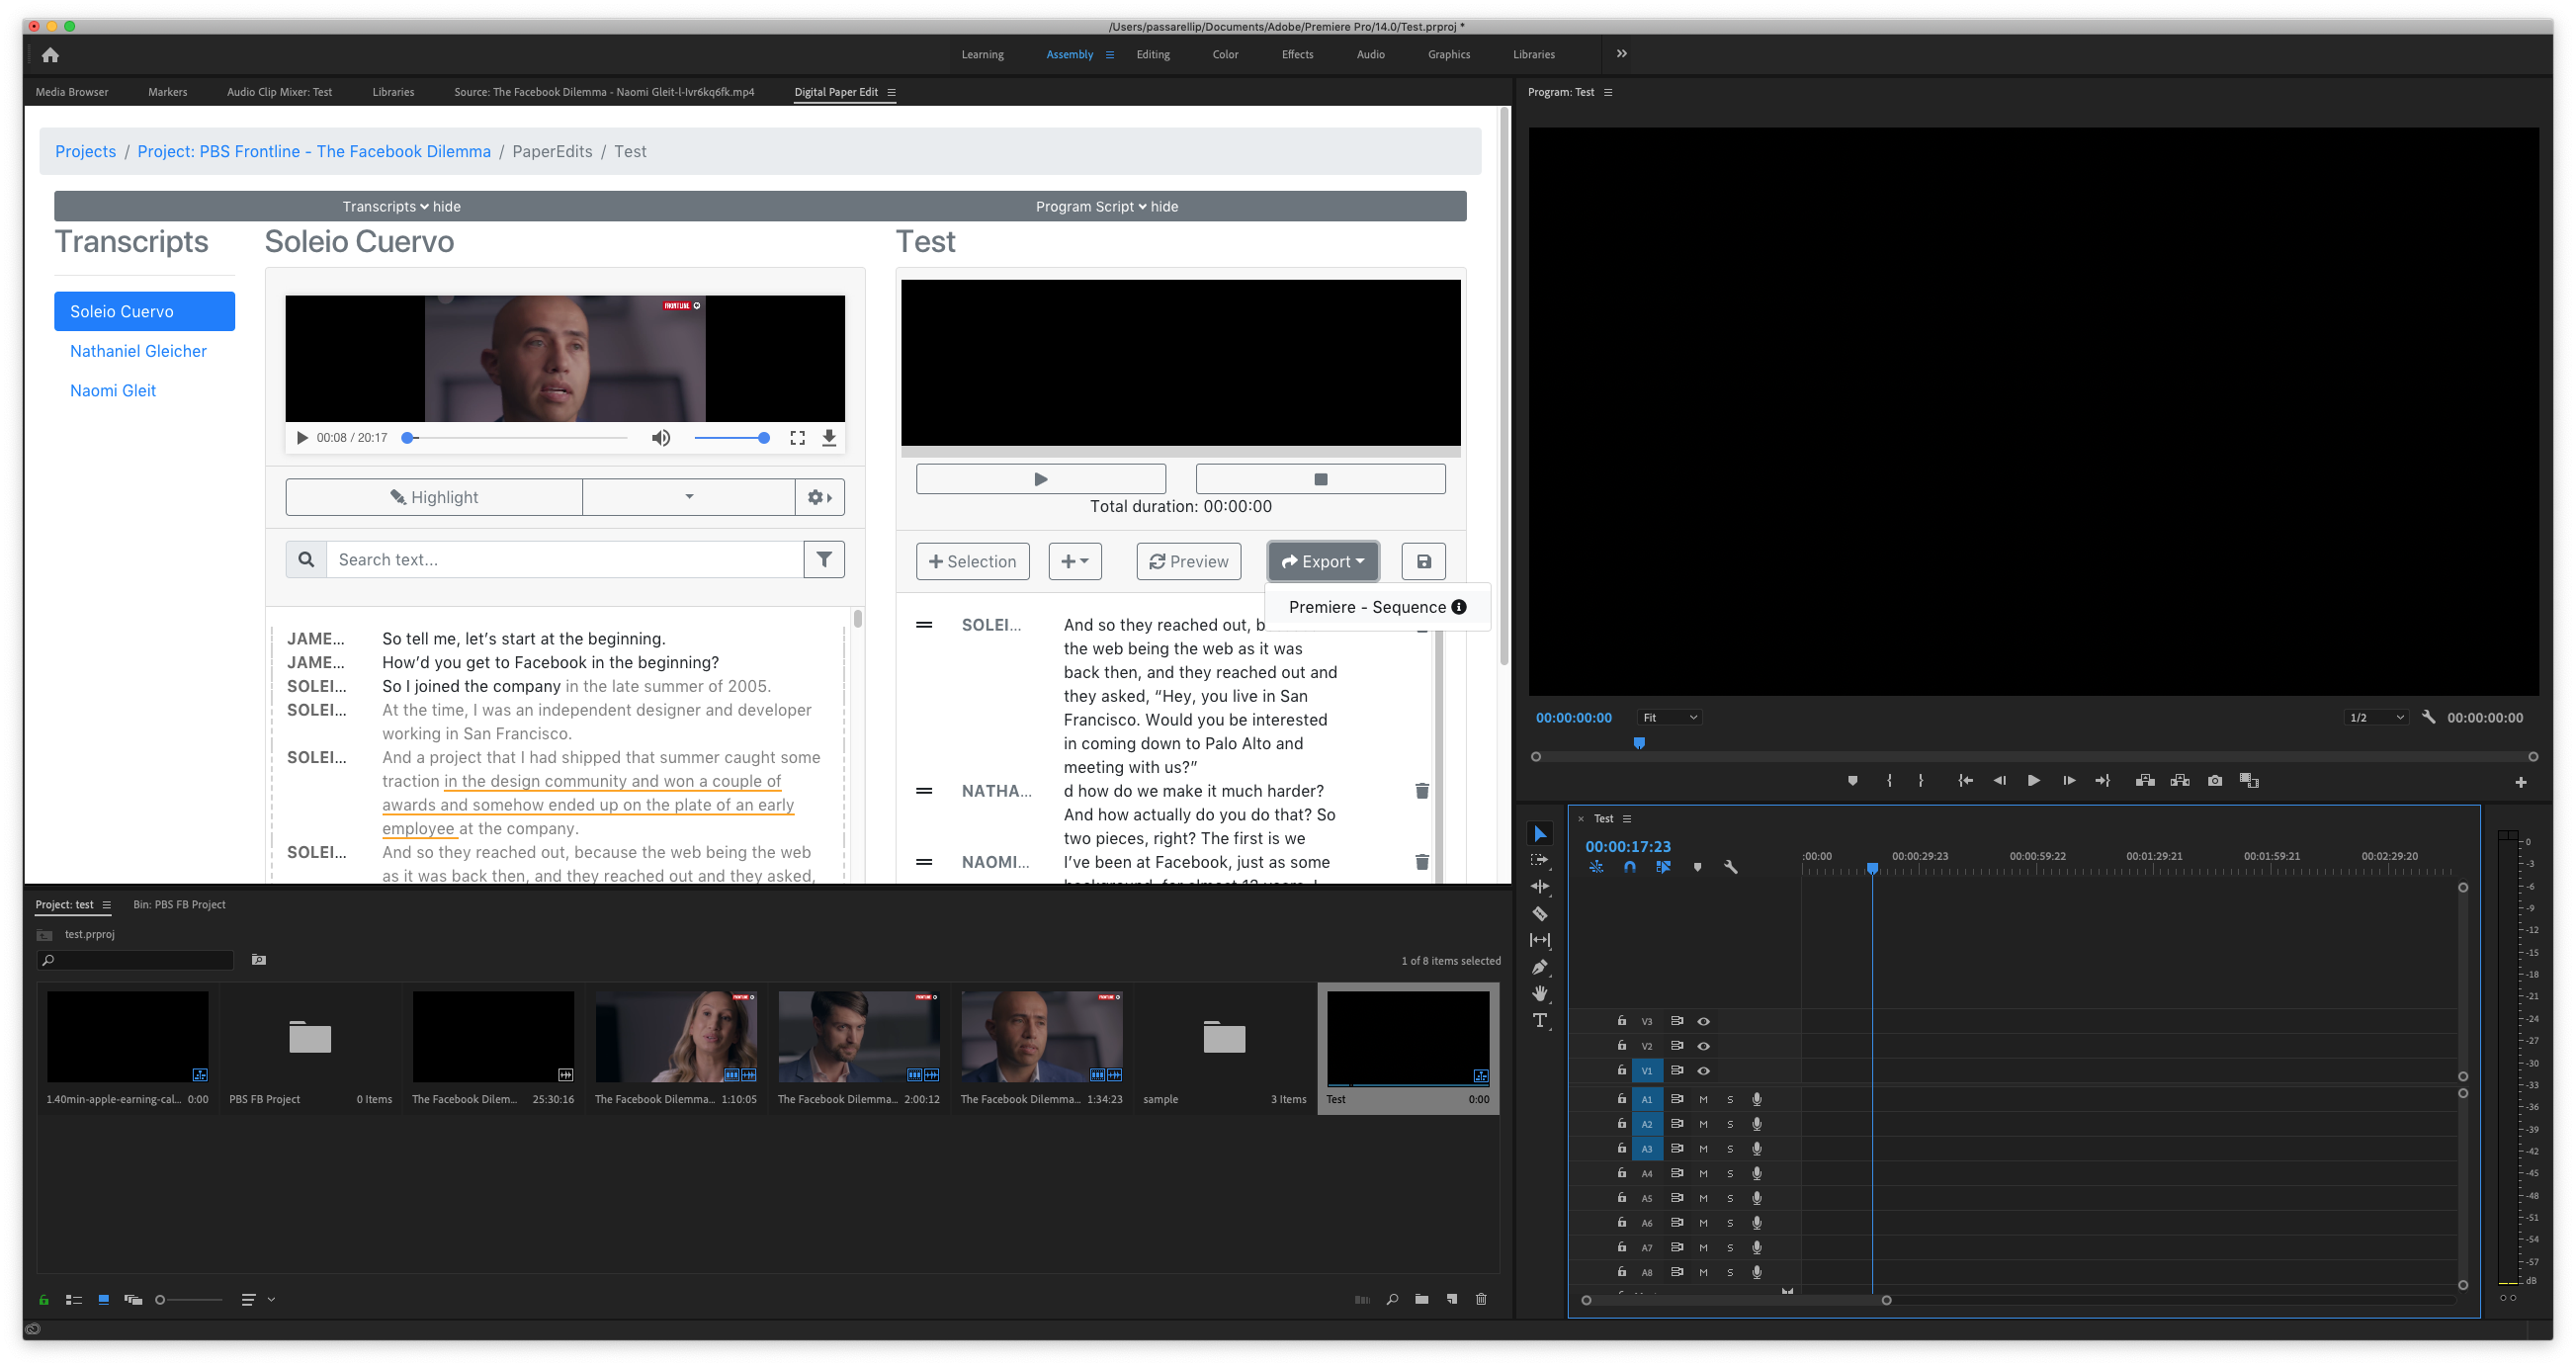 /Users/passarellip/Documents/Adobe/Premiere Pro/14.0/Test.prproj *
Learning
Assembly
Editing
Color
Effects
Audio
Graphics
Libraries
Media Browser
Markers
Audio Clip Mixer: Test
Libraries
Source: The Facebook Dilemma - Naomi Gleit-l-Ivr6kq6fk.mp4
Digital Paper Edit
Program: Test
Projects / Project: PBS Frontline - The Facebook Dilemma / PaperEdits / Test
Transcripts hide
Program Script hide
Transcripts
Soleio Cuervo
Nathaniel Gleicher
Naomi Gleit
Soleio Cuervo
FRONTLINE
00:08 / 20:17
Highlight
Search text...
JAME... So tell me, let's start at the beginning.
JAME... How'd you get to Facebook in the beginning?
SOLEI... So I joined the company in the late summer of 2005.
SOLEI... At the time, I was an independent designer and developer
working in San Francisco.
SOLEI... And a project that I had shipped that summer caught some
traction in the design community and won a couple of
awards and somehow ended up on the plate of an early
employee at the company.
SOLEI... And so they reached out, because the web being the web
as it was back then, and they reached out and they asked,
Test
Total duration: 00:00:00
Selection
Preview
Export
Premiere - Sequence
SOLEI... And so they reached out, b
the web being the web as it was
back then, and they reached out and
they asked, "Hey, you live in San
Francisco. Would you be interested
in coming down to Palo Alto and
meeting with us?"
NATHA... d how do we make it much harder?
And how actually do you do that? So
two pieces, right? The first is we
NAOMI... I've been at Facebook, just as some
background, for almost 13 years. I
00:00:00:00
Fit
1/2
00:00:00:00
Project: test
Bin: PBS FB Project
test.prproj
1 of 8 items selected
1.40min-apple-earning-cal... 0:00
PBS FB Project 0 Items
The Facebook Dilem... 25:30:16
The Facebook Dilemma... 1:10:05
The Facebook Dilemma... 2:00:12
The Facebook Dilemma... 1:34:23
sample 3 Items
Test 0:00
Test
00:00:17:23
:00:00
00:00:29:23
00:00:59:22
00:01:29:21
00:01:59:21
00:02:29:20
V3
V2
V1
A1 M S
A2 M S
A3 M S
A4 M S
A5 M S
A6 M S
A7 M S
A8 M S
0
-3
-6
-9
-12
-15
-18
-21
-24
-27
-30
-33
-36
-39
-42
-45
-48
-51
-54
-57
dB